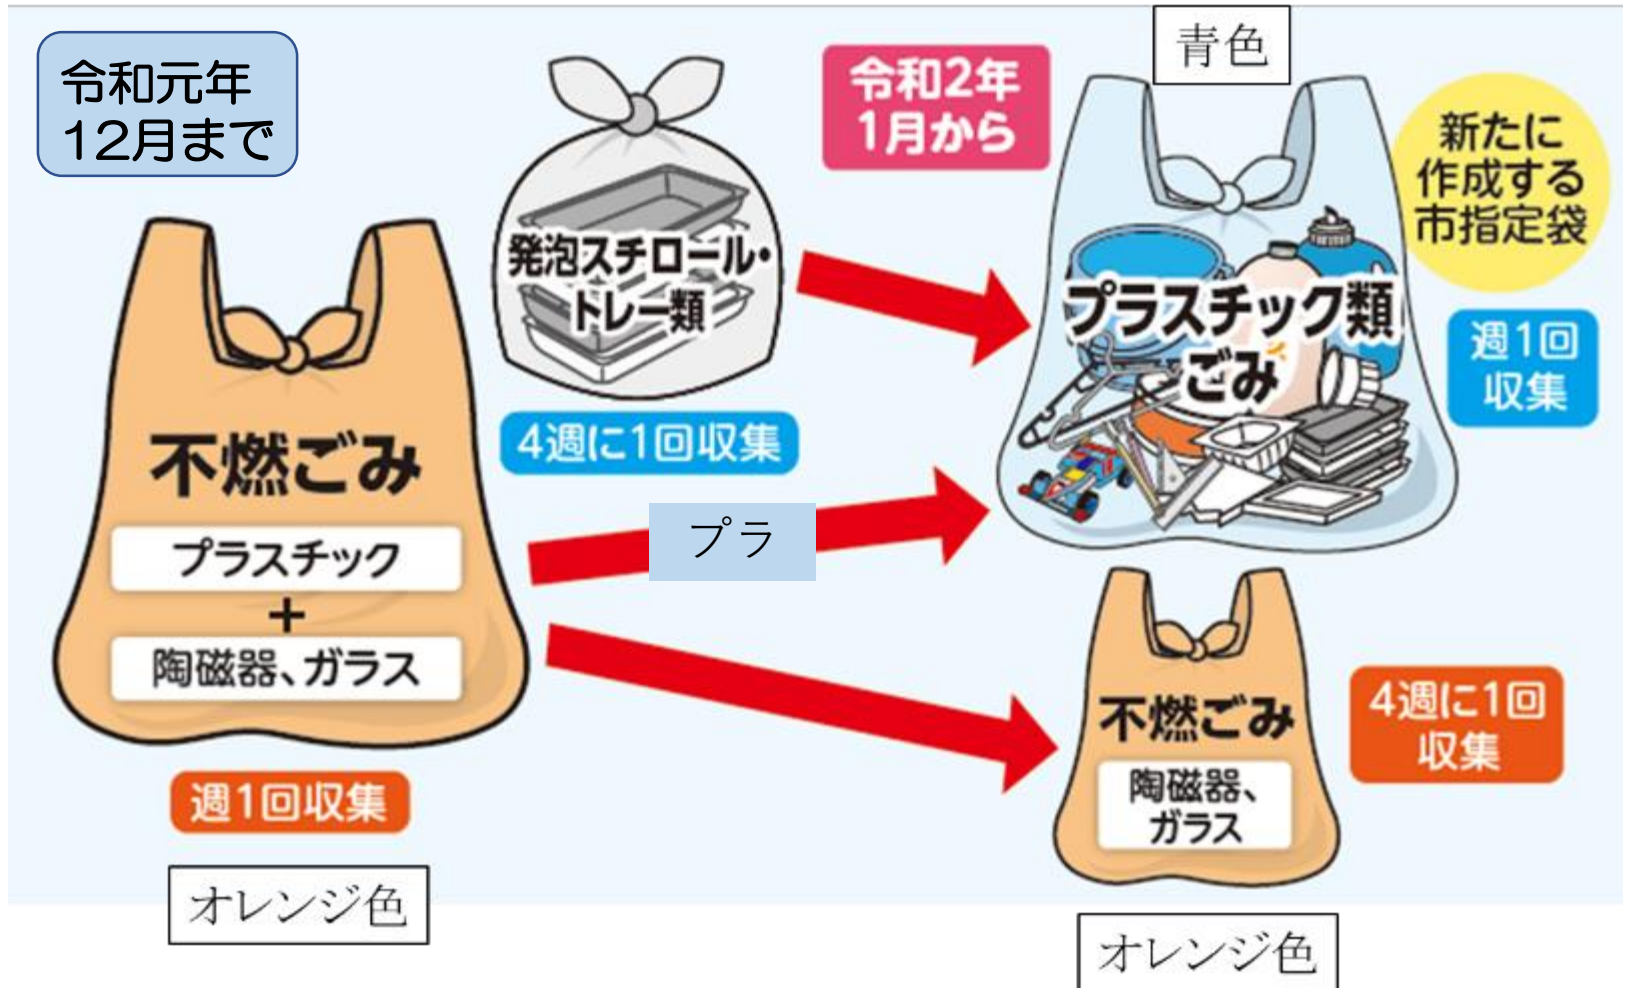 令和元年
12月まで
発泡スチロール・
トレー類
4週に1回収集
不燃ごみ
プラスチック
+
陶磁器、ガラス
週1回収集
オレンジ色
令和2年
1月から
青色
新たに
作成する
市指定袋
プラスチック類
ごみ
週1回
収集
プラ
不燃ごみ
陶磁器、
ガラス
4週に1回
収集
オレンジ色